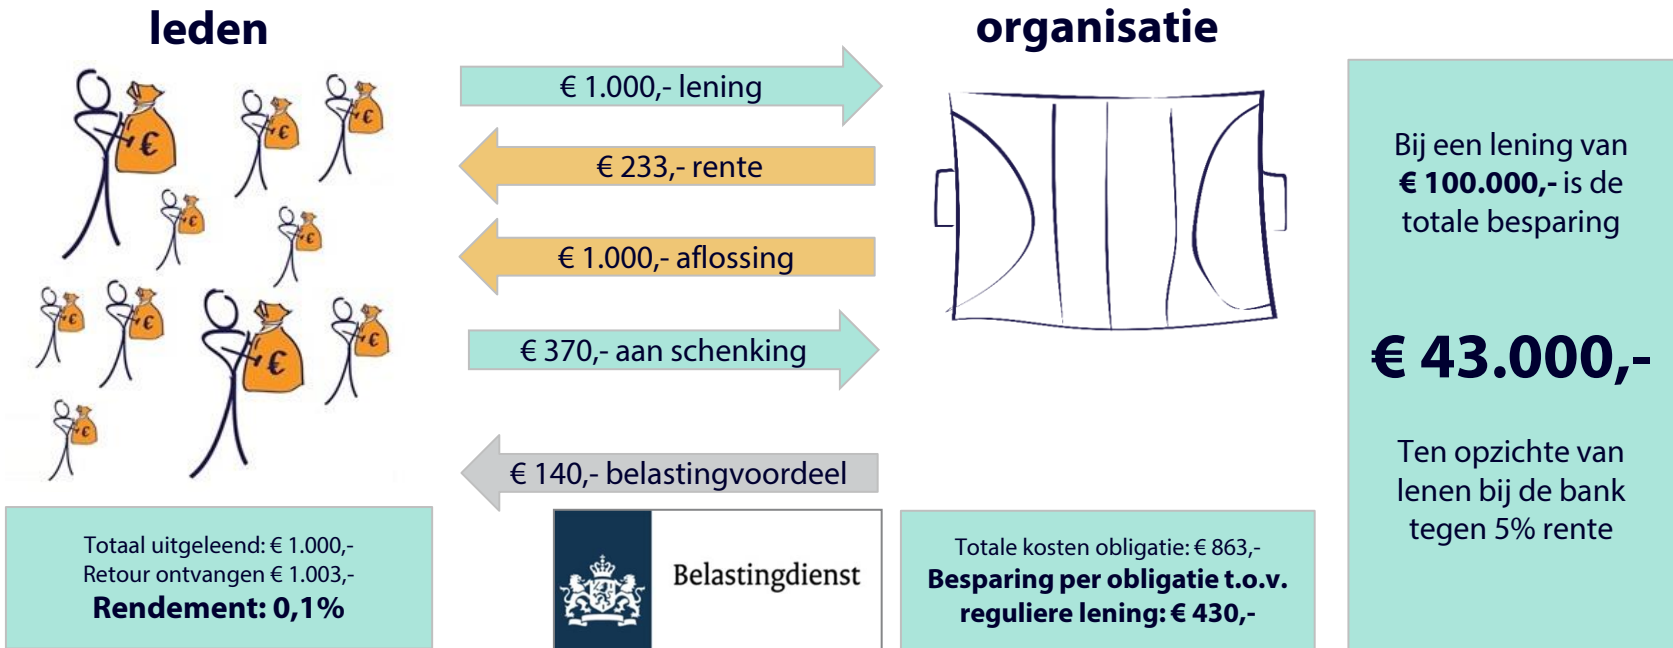 leden
organisatie
€ 1.000,- lening
€ 233,- rente
€ 1.000,- aflossing
€ 370,- aan schenking
€ 140,- belastingvoordeel
€
€
€
€
€
€
€
€
€
€
Totaal uitgeleend: € 1.000,-
Retour ontvangen € 1.003,-
Rendement: 0,1%
Belastingdienst
Totale kosten obligatie: € 863,-
Besparing per obligatie t.o.v.
reguliere lening: € 430,-
Bij een lening van
€ 100.000,- is de
totale besparing
€ 43.000,-
Ten opzichte van
lenen bij de bank
tegen 5% rente